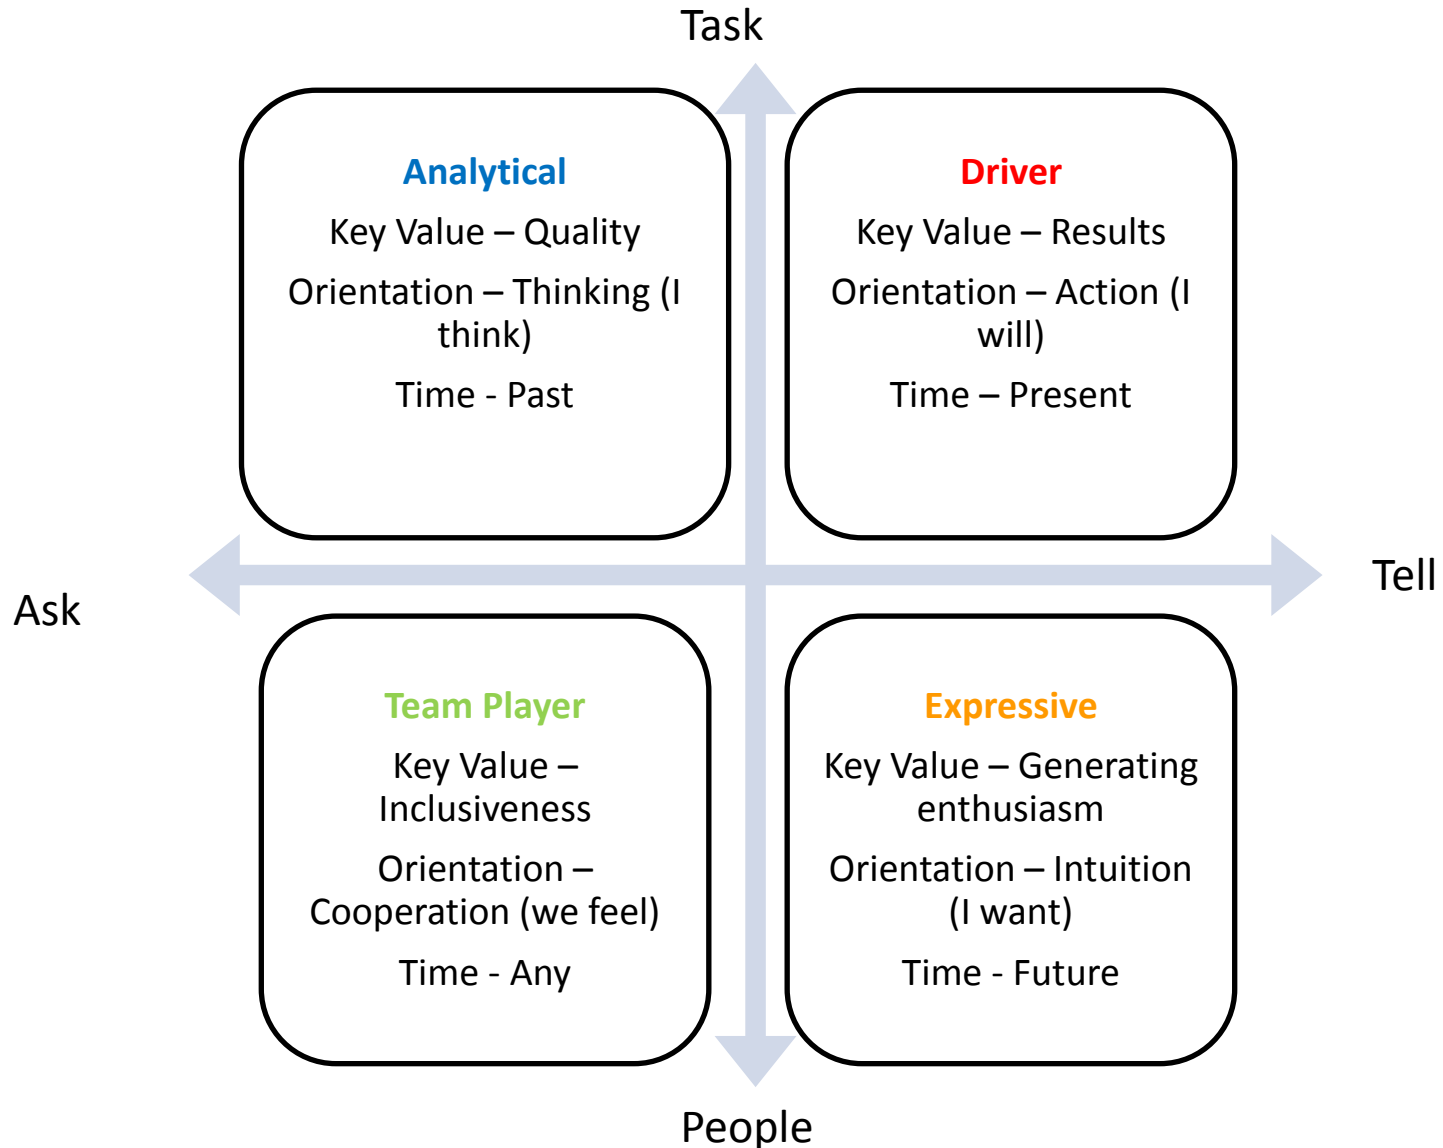 Task
Analytical
Key Value – Quality
Orientation – Thinking (I
think)
Time - Past
Driver
Key Value – Results
Orientation – Action (I
will)
Time – Present
Ask
Tell
Team Player
Key Value –
Inclusiveness
Orientation –
Cooperation (we feel)
Time - Any
Expressive
Key Value – Generating
enthusiasm
Orientation – Intuition
(I want)
Time - Future
People